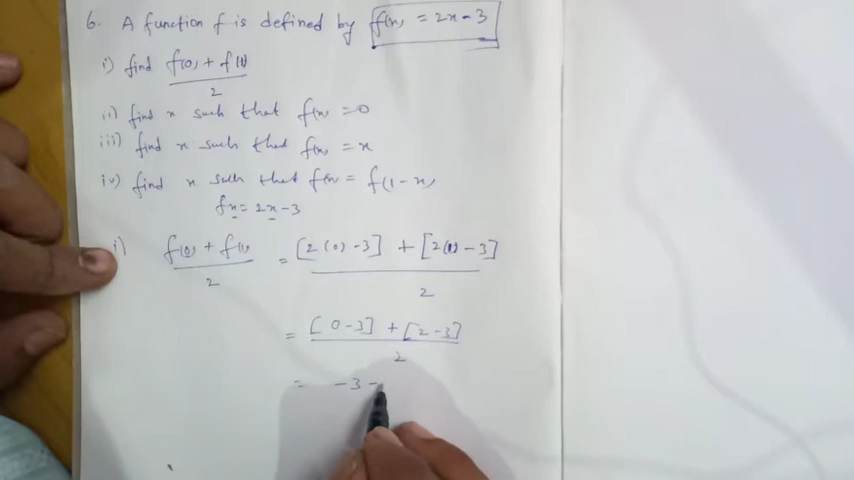 6. A function f is defined by f(x) = 2x-3
i) find f(0) + f(1)
2
ii) find x such that f(x) = 0
iii) find x such that f(x) = x
iv) find x such that f(x) = f(1-x)
fx = 2x-3
i) f(0) + f(1) = [2(0)-3] + [2(1)-3]
2 2
= [0-3] + [2-3]
2
= -3 -